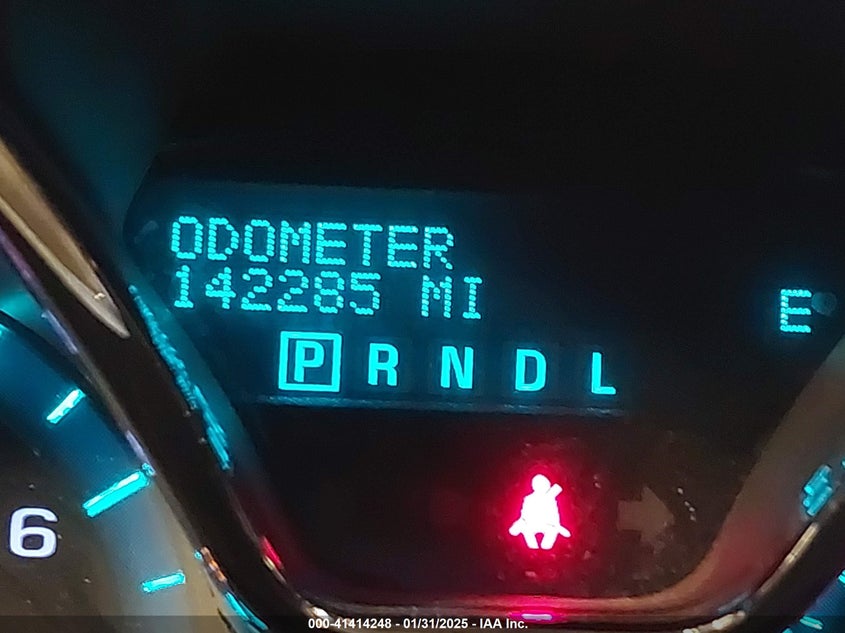 ODOMETER
142285 MI
E
P R N D L
6
000-41414248 - 01/31/2025 - IAA Inc.